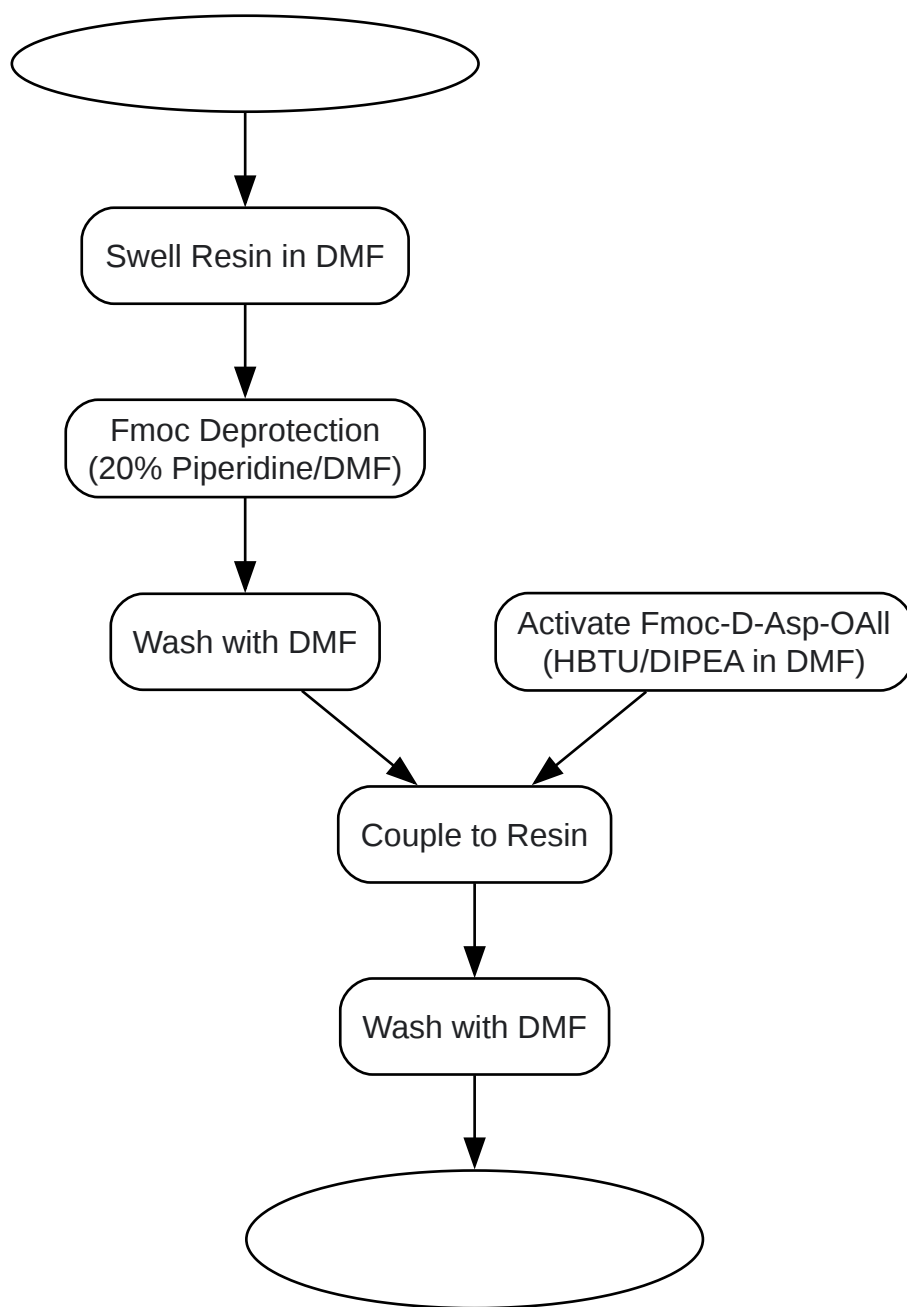 Swell Resin in DMF
Fmoc Deprotection
(20% Piperidine/DMF)
Wash with DMF
Activate Fmoc-D-Asp-OAll
(HBTU/DIPEA in DMF)
Couple to Resin
Wash with DMF